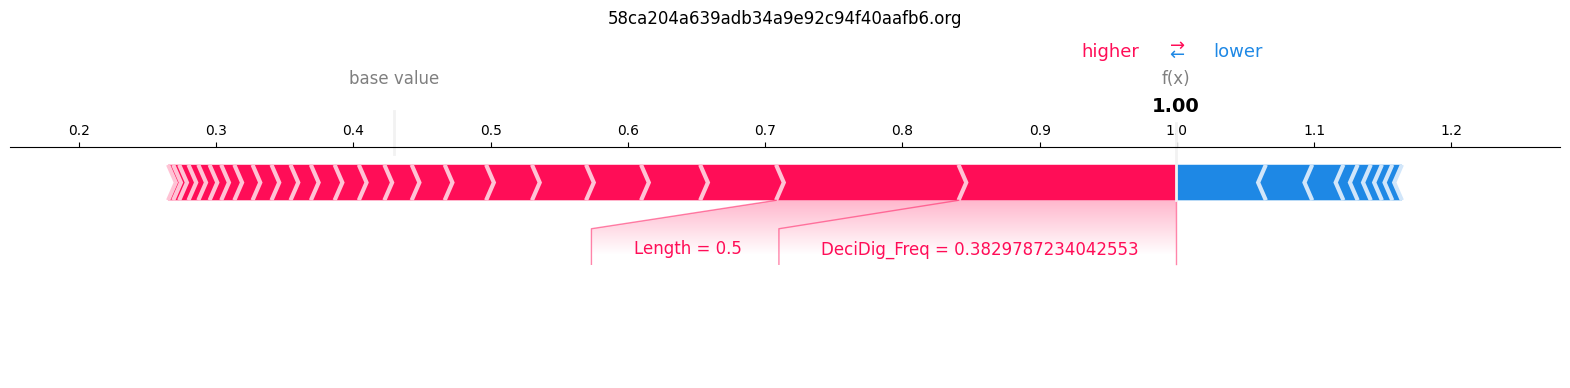 58ca204a639adb34a9e92c94f40aafb6.org
higher ⇄ lower
base value f(x)
1.00
0.2 0.3 0.4 0.5 0.6 0.7 0.8 0.9 1.0 1.1 1.2
Length = 0.5 DeciDig_Freq = 0.3829787234042553